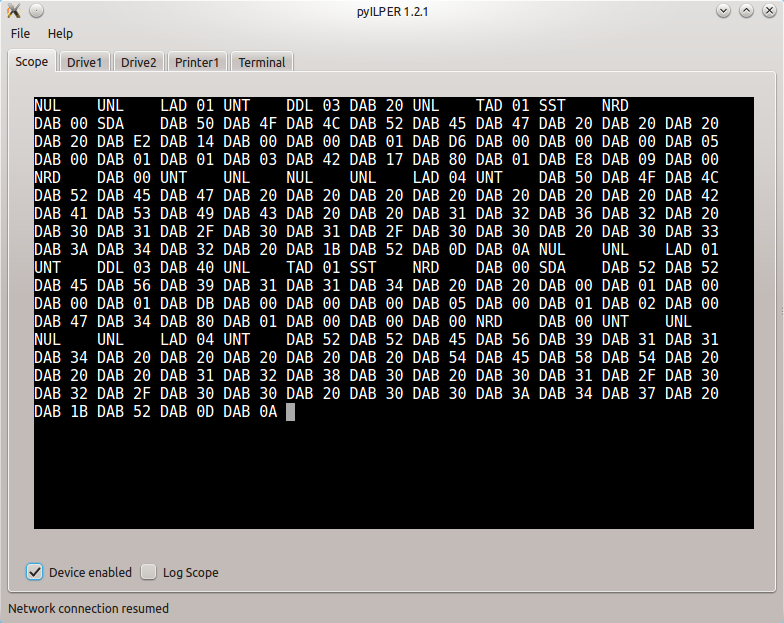 pyILPER 1.2.1
File Help
Scope Drive1 Drive2 Printer1 Terminal
NUL UNL LAD 01 UNT DDL 03 DAB 20 UNL TAD 01 SST NRD
DAB 00 SDA DAB 50 DAB 4F DAB 4C DAB 52 DAB 45 DAB 47 DAB 20 DAB 20 DAB 20
DAB 20 DAB E2 DAB 14 DAB 00 DAB 00 DAB 01 DAB D6 DAB 00 DAB 00 DAB 00 DAB 05
DAB 00 DAB 01 DAB 01 DAB 03 DAB 42 DAB 17 DAB 80 DAB 01 DAB E8 DAB 09 DAB 00
NRD DAB 00 UNT UNL NUL UNL LAD 04 UNT DAB 50 DAB 4F DAB 4C
DAB 52 DAB 45 DAB 47 DAB 20 DAB 20 DAB 20 DAB 20 DAB 20 DAB 20 DAB 20 DAB 42
DAB 41 DAB 53 DAB 49 DAB 43 DAB 20 DAB 20 DAB 31 DAB 32 DAB 36 DAB 32 DAB 20
DAB 30 DAB 31 DAB 2F DAB 30 DAB 31 DAB 2F DAB 30 DAB 30 DAB 20 DAB 30 DAB 33
DAB 3A DAB 34 DAB 32 DAB 20 DAB 1B DAB 52 DAB 0D DAB 0A NUL UNL LAD 01
UNT DDL 03 DAB 40 UNL TAD 01 SST NRD DAB 00 SDA DAB 52 DAB 52
DAB 45 DAB 56 DAB 39 DAB 31 DAB 31 DAB 34 DAB 20 DAB 20 DAB 00 DAB 01 DAB 00
DAB 00 DAB 01 DAB DB DAB 00 DAB 00 DAB 00 DAB 05 DAB 00 DAB 01 DAB 02 DAB 00
DAB 47 DAB 34 DAB 80 DAB 01 DAB 00 DAB 00 DAB 00 NRD DAB 00 UNT UNL
NUL UNL LAD 04 UNT DAB 52 DAB 52 DAB 45 DAB 56 DAB 39 DAB 31 DAB 31
DAB 34 DAB 20 DAB 20 DAB 20 DAB 20 DAB 20 DAB 54 DAB 45 DAB 58 DAB 54 DAB 20
DAB 20 DAB 20 DAB 31 DAB 32 DAB 38 DAB 30 DAB 20 DAB 30 DAB 31 DAB 2F DAB 30
DAB 32 DAB 2F DAB 30 DAB 30 DAB 20 DAB 30 DAB 30 DAB 3A DAB 34 DAB 37 DAB 20
DAB 1B DAB 52 DAB 0D DAB 0A
Device enabled Log Scope
Network connection resumed